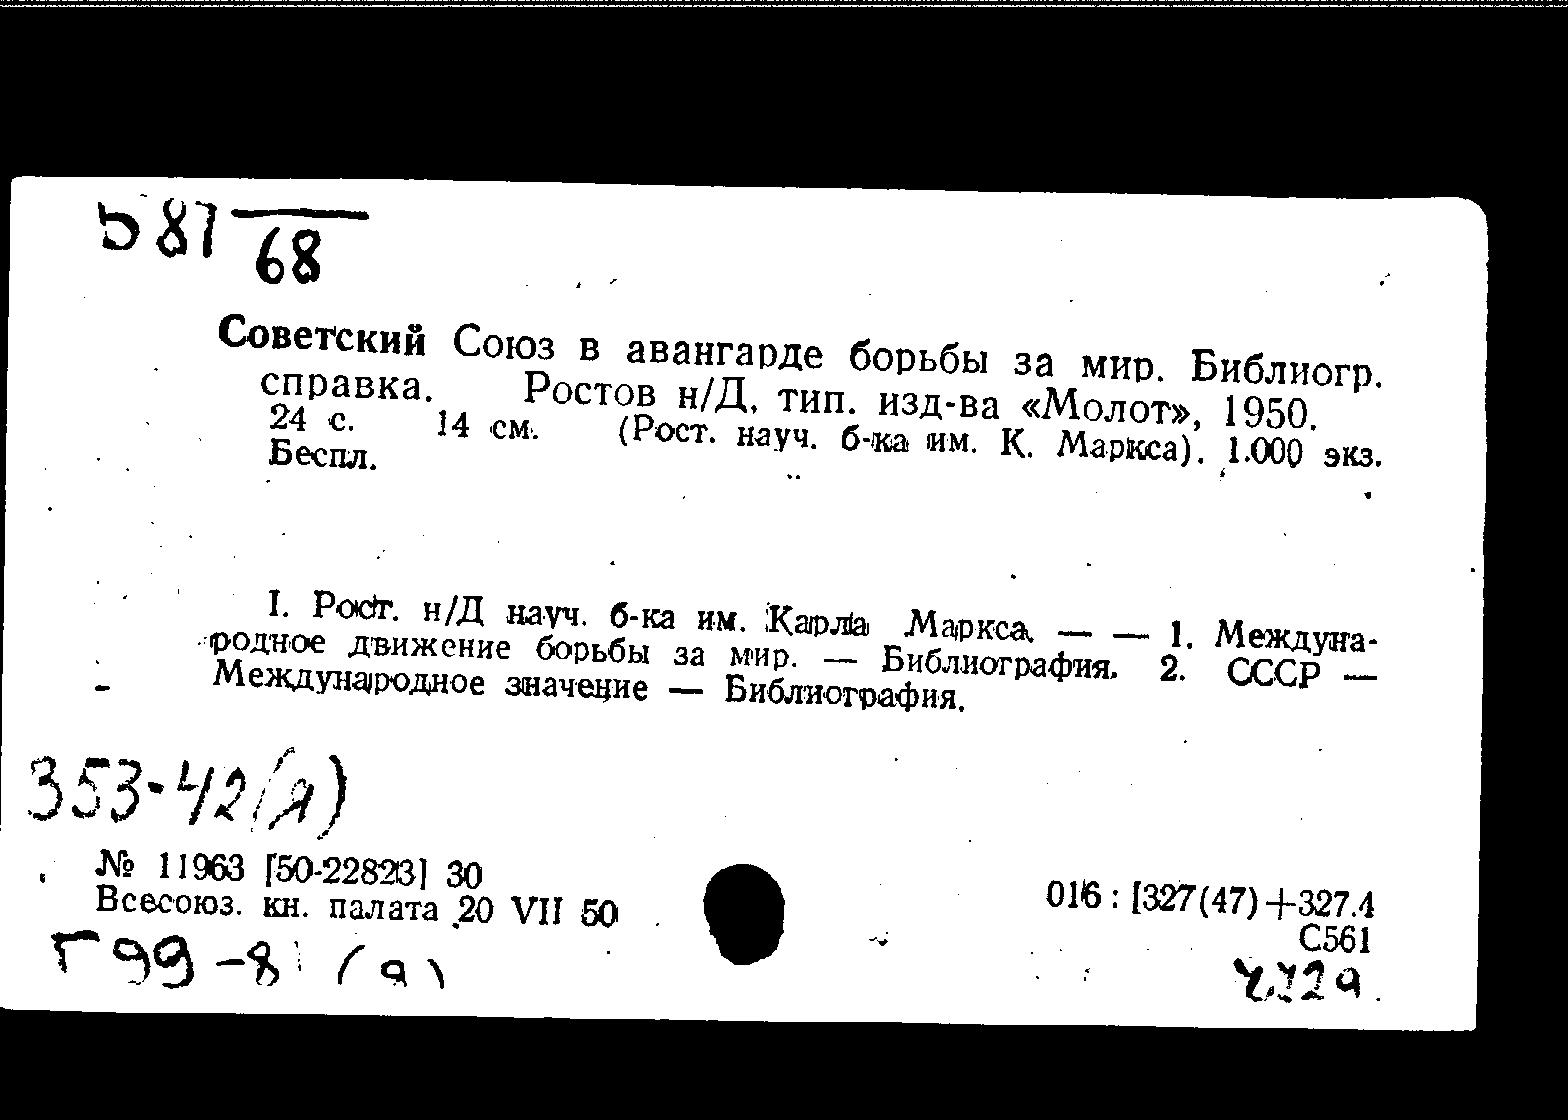 587
68
Советский Союз в авангарде борьбы за мир. Библиогр.
справка. Ростов н/Д, тип. изд-ва «Молот», 1950.
24 с. 14 см. (Рост. науч. б-ка им. К. Маркса). 1.000 экз.
Беспл.
I. Рост. н/Д науч. б-ка им. Карла Маркса. — — 1. Междуна-
родное движение борьбы за мир. — Библиография. 2. СССР —
Международное значение — Библиография.
353-42(я)
№ 11963 [50-22823] 30
Всесоюз. кн. палата 20 VII 50
016 : [327(47)+327.4
С561
Г 99-8 (я)